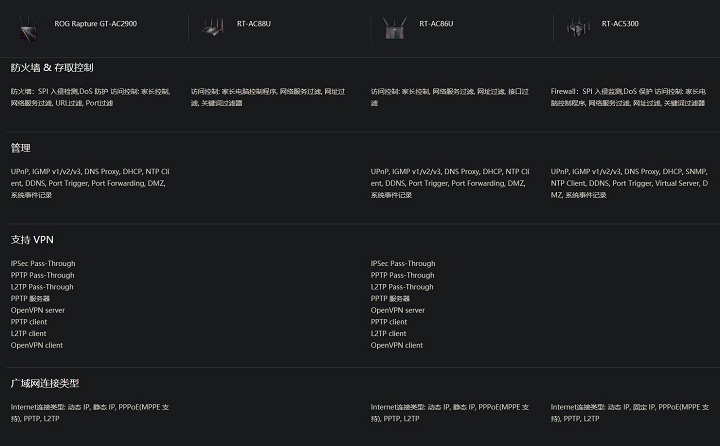 ROG Rapture GT-AC2900
RT-AC88U
RT-AC86U
RT-AC5300
防火墙 & 存取控制
防火墙: SPI 入侵检测,DoS 防护 访问控制: 家长控制,
网络服务过滤, URL过滤, Port过滤
访问控制: 家长电脑控制程序, 网络服务过滤, 网址过
滤, 关键词过滤器
访问控制: 家长控制, 网络服务过滤, 网址过滤, 接口过
滤
Firewall: SPI 入侵监测,DoS 保护 访问控制: 家长电
脑控制程序, 网络服务过滤, 网址过滤, 关键词过滤器
管理
UPnP, IGMP v1/v2/v3, DNS Proxy, DHCP, NTP Cli
ent, DDNS, Port Trigger, Port Forwarding, DMZ,
系统事件记录
UPnP, IGMP v1/v2/v3, DNS Proxy, DHCP, NTP Cli
ent, DDNS, Port Trigger, Port Forwarding, DMZ,
系统事件记录
UPnP, IGMP v1/v2/v3, DNS Proxy, DHCP, SNMP,
NTP Client, DDNS, Port Trigger, Virtual Server, D
MZ, 系统事件记录
支持 VPN
IPSec Pass-Through
PPTP Pass-Through
L2TP Pass-Through
PPTP 服务器
OpenVPN server
PPTP client
L2TP client
OpenVPN client
IPSec Pass-Through
PPTP Pass-Through
L2TP Pass-Through
PPTP 服务器
OpenVPN server
PPTP client
L2TP client
OpenVPN client
广域网连接类型
Internet连接类型: 动态 IP, 静态 IP, PPPoE(MPPE 支
持), PPTP, L2TP
Internet连接类型: 动态 IP, 静态 IP, PPPoE(MPPE 支
持), PPTP, L2TP
Internet连接类型: 动态 IP, 固定 IP, PPPoE(MPPE 支
持), PPTP, L2TP